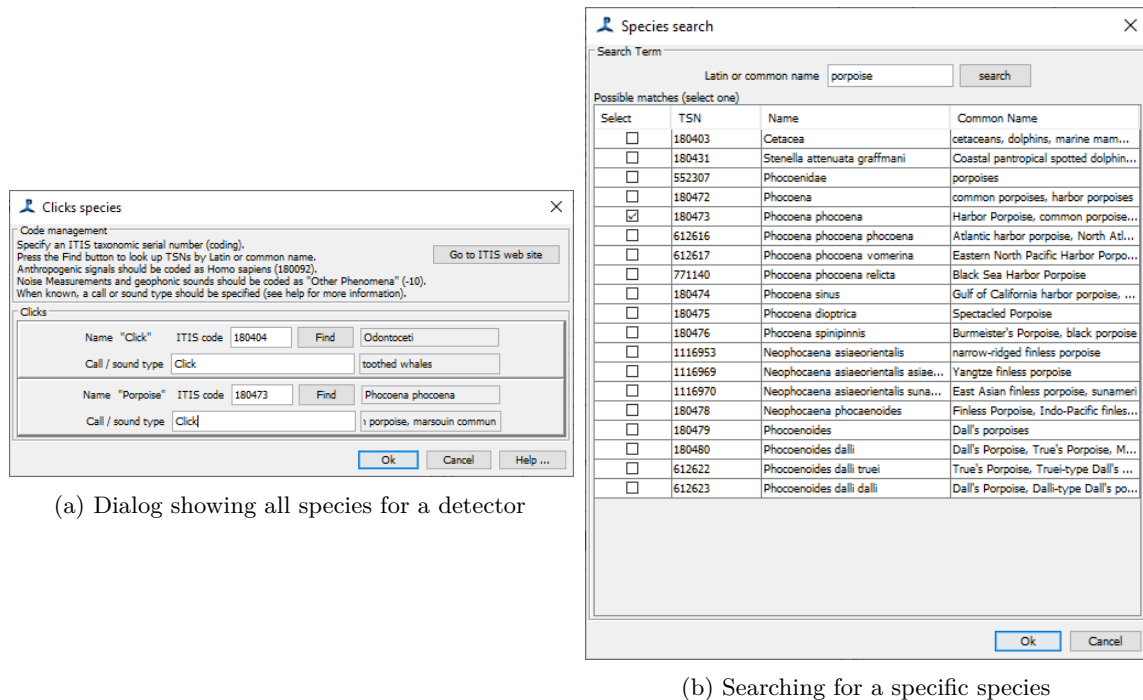 Clicks species
Code management
Specify an ITIS taxonomic serial number (coding).
Press the Find button to look up TSNs by Latin or common name.
Anthropogenic signals should be coded as Homo sapiens (180092).
Noise Measurements and geophonic sounds should be coded as "Other Phenomena" (-10).
When known, a call or sound type should be specified (see help for more information).
Go to ITIS web site
Clicks
Name "Click" ITIS code 180404 Find Odontoceti
Call / sound type Click toothed whales
Name "Porpoise" ITIS code 180473 Find Phocoena phocoena
Call / sound type Click porpoise, marsouin commun
Ok Cancel Help ...
(a) Dialog showing all species for a detector
Species search
Search Term
Latin or common name porpoise search
Possible matches (select one)
Select TSN Name Common Name
180403 Cetacea cetaceans, dolphins, marine mam...
180431 Stenella attenuata graffmani Coastal pantropical spotted dolphin...
552307 Phocoenidae porpoises
180472 Phocoena common porpoises, harbor porpoises
180473 Phocoena phocoena Harbor Porpoise, common porpoise...
612616 Phocoena phocoena phocoena Atlantic harbor porpoise, North Atl...
612617 Phocoena phocoena vomerina Eastern North Pacific Harbor Porpo...
771140 Phocoena phocoena relicta Black Sea Harbor Porpoise
180474 Phocoena sinus Gulf of California harbor porpoise, ...
180475 Phocoena dioptrica Spectacled Porpoise
180476 Phocoena spinipinnis Burmeister's Porpoise, black porpoise
1116953 Neophocaena asiaeorientalis narrow-ridged finless porpoise
1116969 Neophocaena asiaeorientalis asiae... Yangtze finless porpoise
1116970 Neophocaena asiaeorientalis suna... East Asian finless porpoise, sunameri
180478 Neophocaena phocaenoides Finless Porpoise, Indo-Pacific finles...
180479 Phocoenoides Dall's porpoises
180480 Phocoenoides dalli Dall's Porpoise, True's Porpoise, M...
612622 Phocoenoides dalli truei True's Porpoise, Truei-type Dall's ...
612623 Phocoenoides dalli dalli Dall's Porpoise, Dalli-type Dall's po...
Ok Cancel
(b) Searching for a specific species